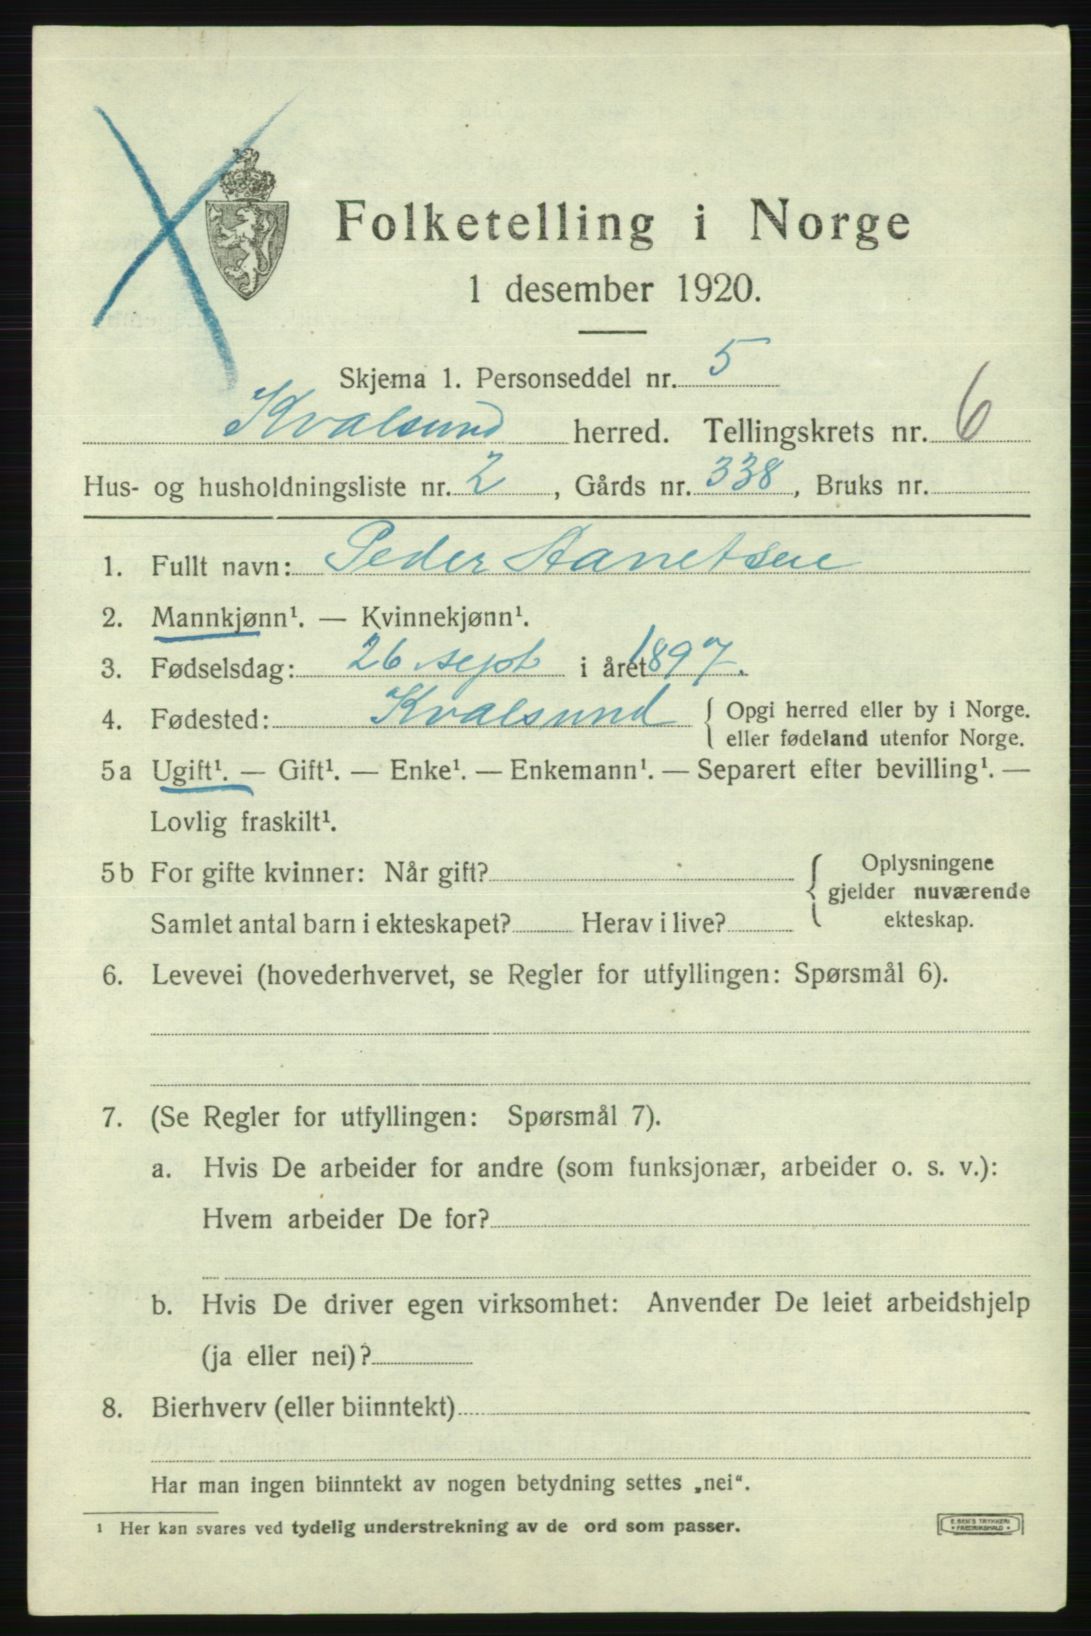 Folketelling i Norge
1 desember 1920.
Skjema 1. Personseddel nr. 5
Kvalsund herred. Tellingskrets nr. 6
Hus- og husholdningsliste nr. 2, Gårds nr. 338, Bruks nr.
1. Fullt navn: Peder Aanetsen
2. Mannkjønn¹. — Kvinnekjønn¹.
3. Fødselsdag: 26 sept i året 1897.
4. Fødested: Kvalsund { Opgi herred eller by i Norge.
eller fødeland utenfor Norge.
5a Ugift¹. — Gift¹. — Enke¹. — Enkemann¹. — Separert efter bevilling¹. —
Lovlig fraskilt¹.
5b For gifte kvinner: Når gift? { Oplysningene
gjelder nuværende
ekteskap.
Samlet antal barn i ekteskapet? Herav i live?
6. Levevei (hovederhvervet, se Regler for utfyllingen: Spørsmål 6).
7. (Se Regler for utfyllingen: Spørsmål 7).
a. Hvis De arbeider for andre (som funksjonær, arbeider o. s. v.):
Hvem arbeider De for?
b. Hvis De driver egen virksomhet: Anvender De leiet arbeidshjelp
(ja eller nei)?
8. Bierhverv (eller biinntekt)
Har man ingen biinntekt av nogen betydning settes „nei".
¹ Her kan svares ved tydelig understrekning av de ord som passer.
E. SEM'S TRYKKERI
• FREDRIKSHALD •